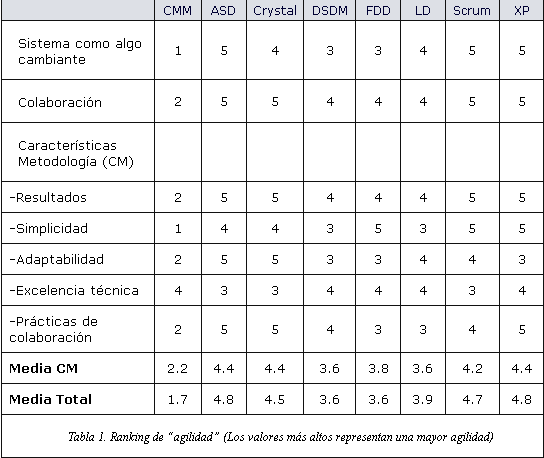 CMM ASD Crystal DSDM FDD LD Scrum XP
Sistema como algo
cambiante 1 5 4 3 3 4 5 5
Colaboración 2 5 5 4 4 4 5 5
Características
Metodología (CM)
-Resultados 2 5 5 4 4 4 5 5
-Simplicidad 1 4 4 3 5 3 5 5
-Adaptabilidad 2 5 5 3 3 4 4 3
-Excelencia técnica 4 3 3 4 4 4 3 4
-Prácticas de
colaboración 2 5 5 4 3 3 4 5
Media CM 2.2 4.4 4.4 3.6 3.8 3.6 4.2 4.4
Media Total 1.7 4.8 4.5 3.6 3.6 3.9 4.7 4.8
Tabla 1. Ranking de “agilidad” (Los valores más altos representan una mayor agilidad)